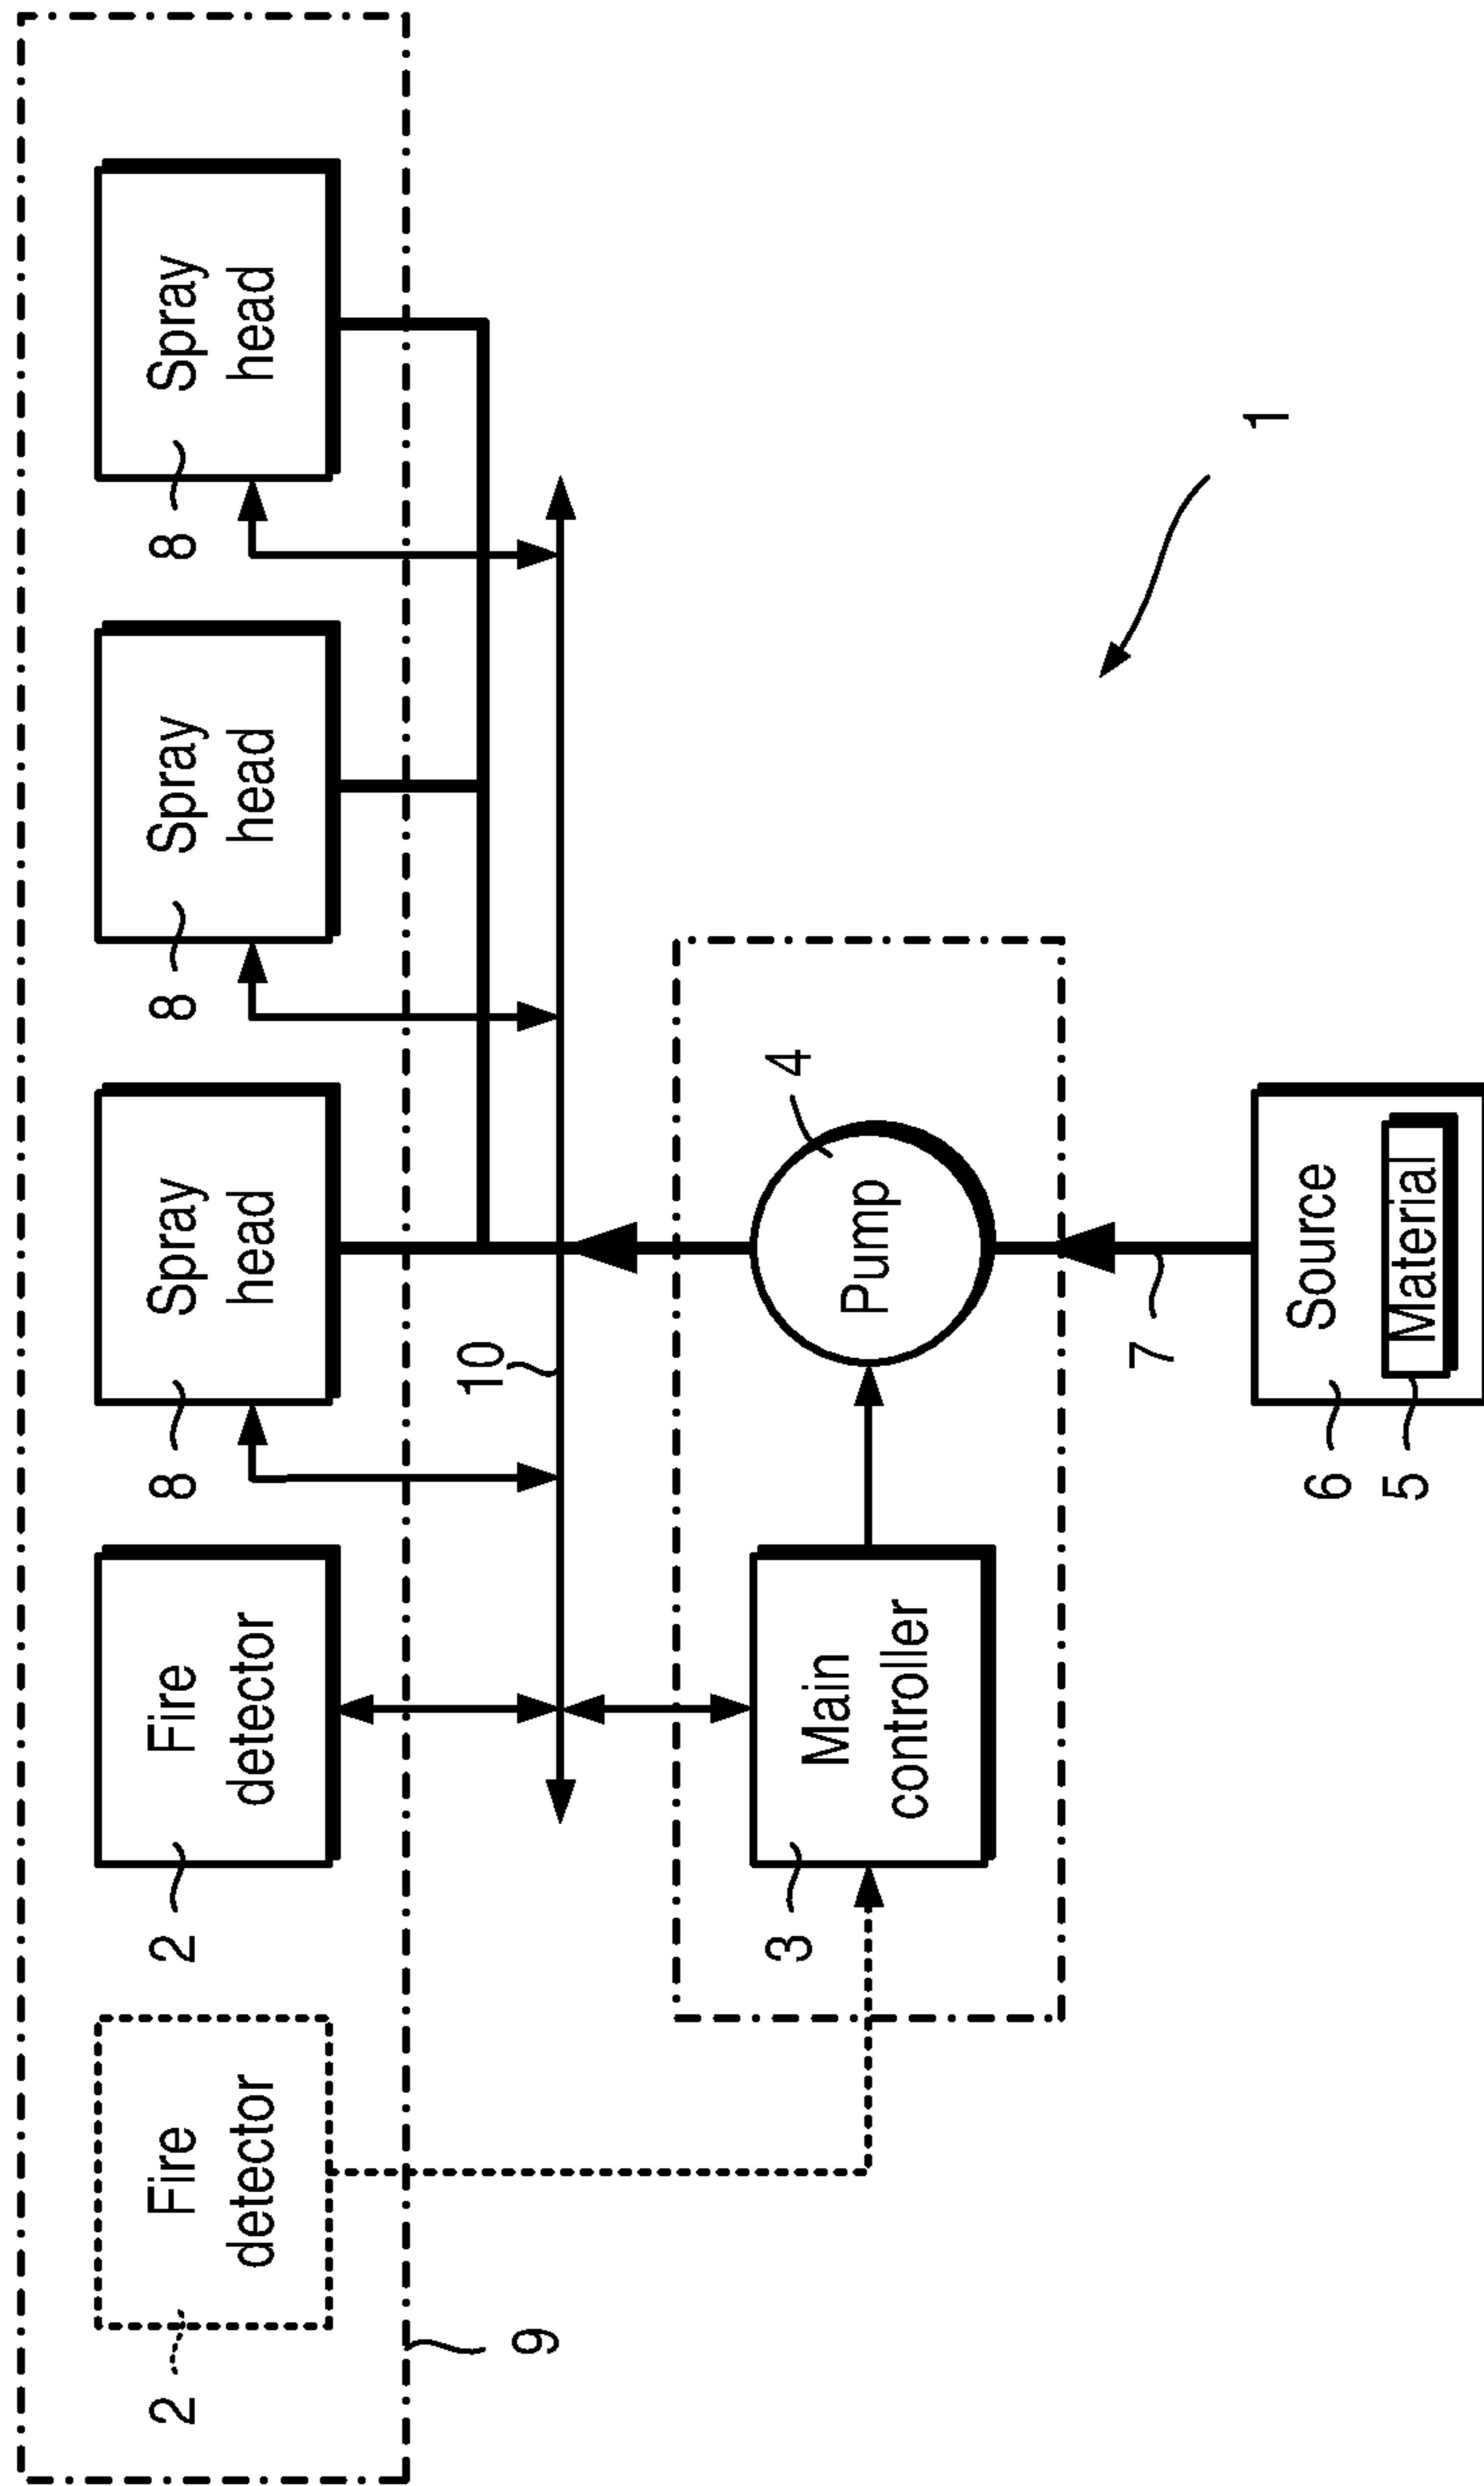 2
Fire
detector
2
Fire
detector
8
Spray
head
8
Spray
head
8
Spray
head
9
10
3
Main
controller
4
Pump
7
1
6
Source
5
Material